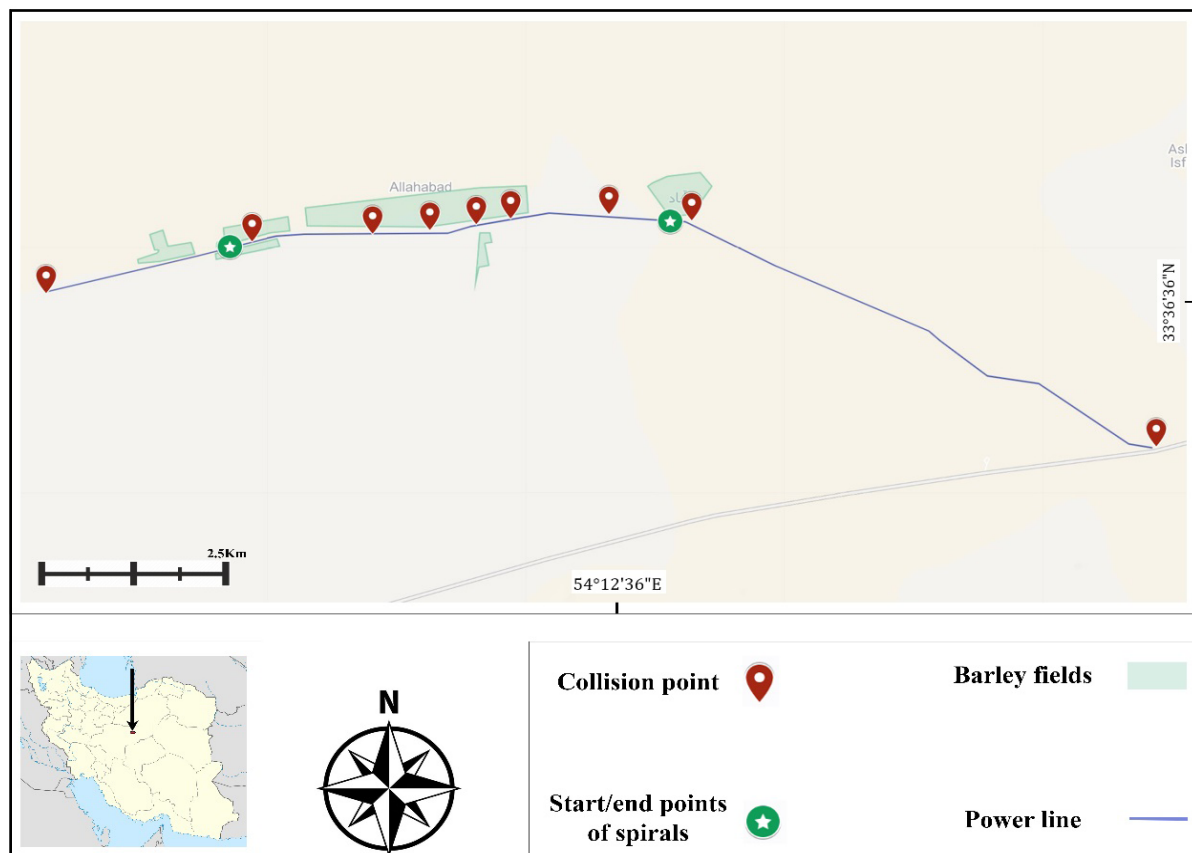 Allahabad
باد
Asl
Isf
33°36'36"N
2.5Km
54°12'36"E
N
Collision point
Barley fields
Start/end points
of spirals
Power line